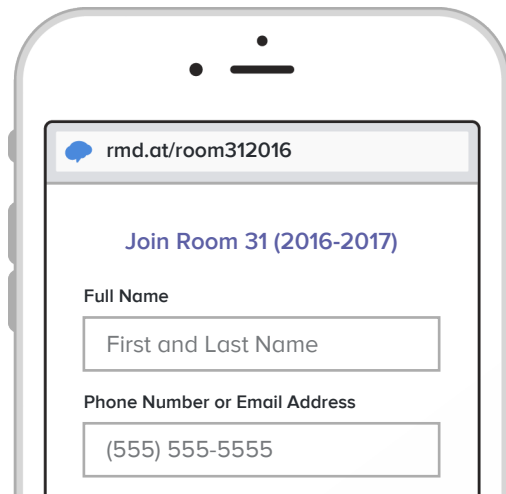 rmd.at/room312016
Join Room 31 (2016-2017)
Full Name
First and Last Name
Phone Number or Email Address
(555) 555-5555